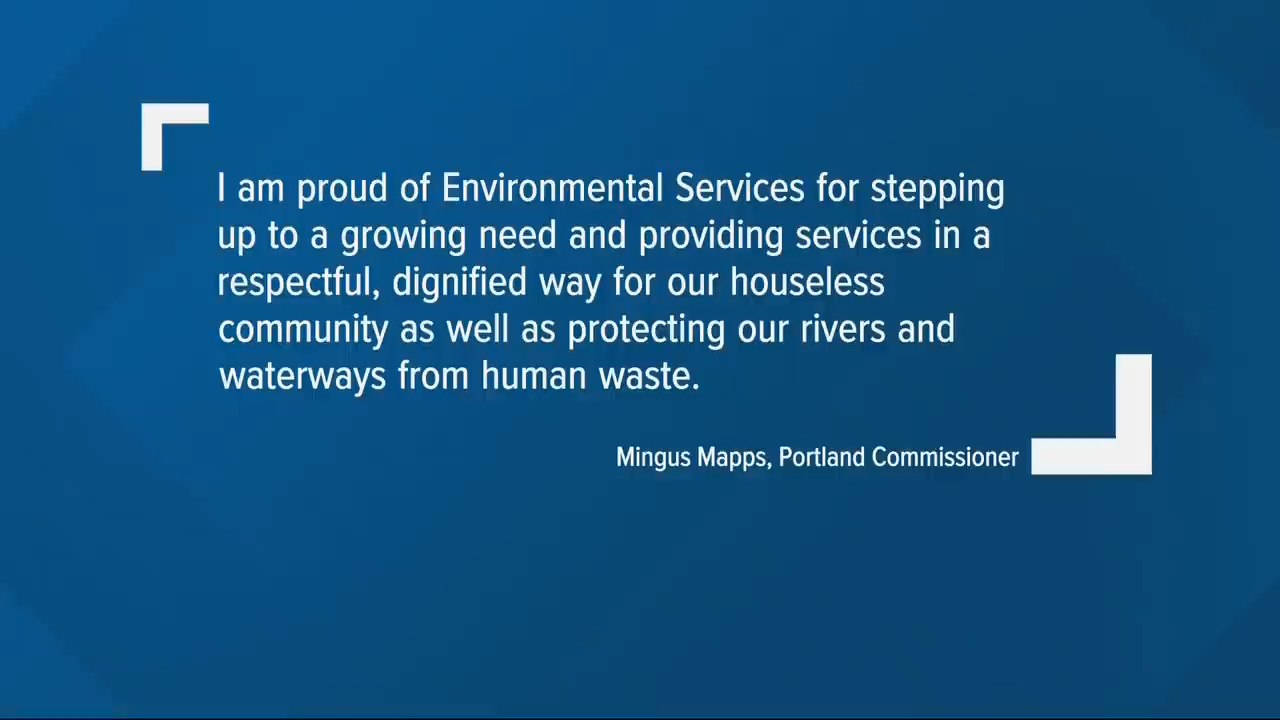 I am proud of Environmental Services for stepping
up to a growing need and providing services in a
respectful, dignified way for our houseless
community as well as protecting our rivers and
waterways from human waste.
Mingus Mapps, Portland Commissioner